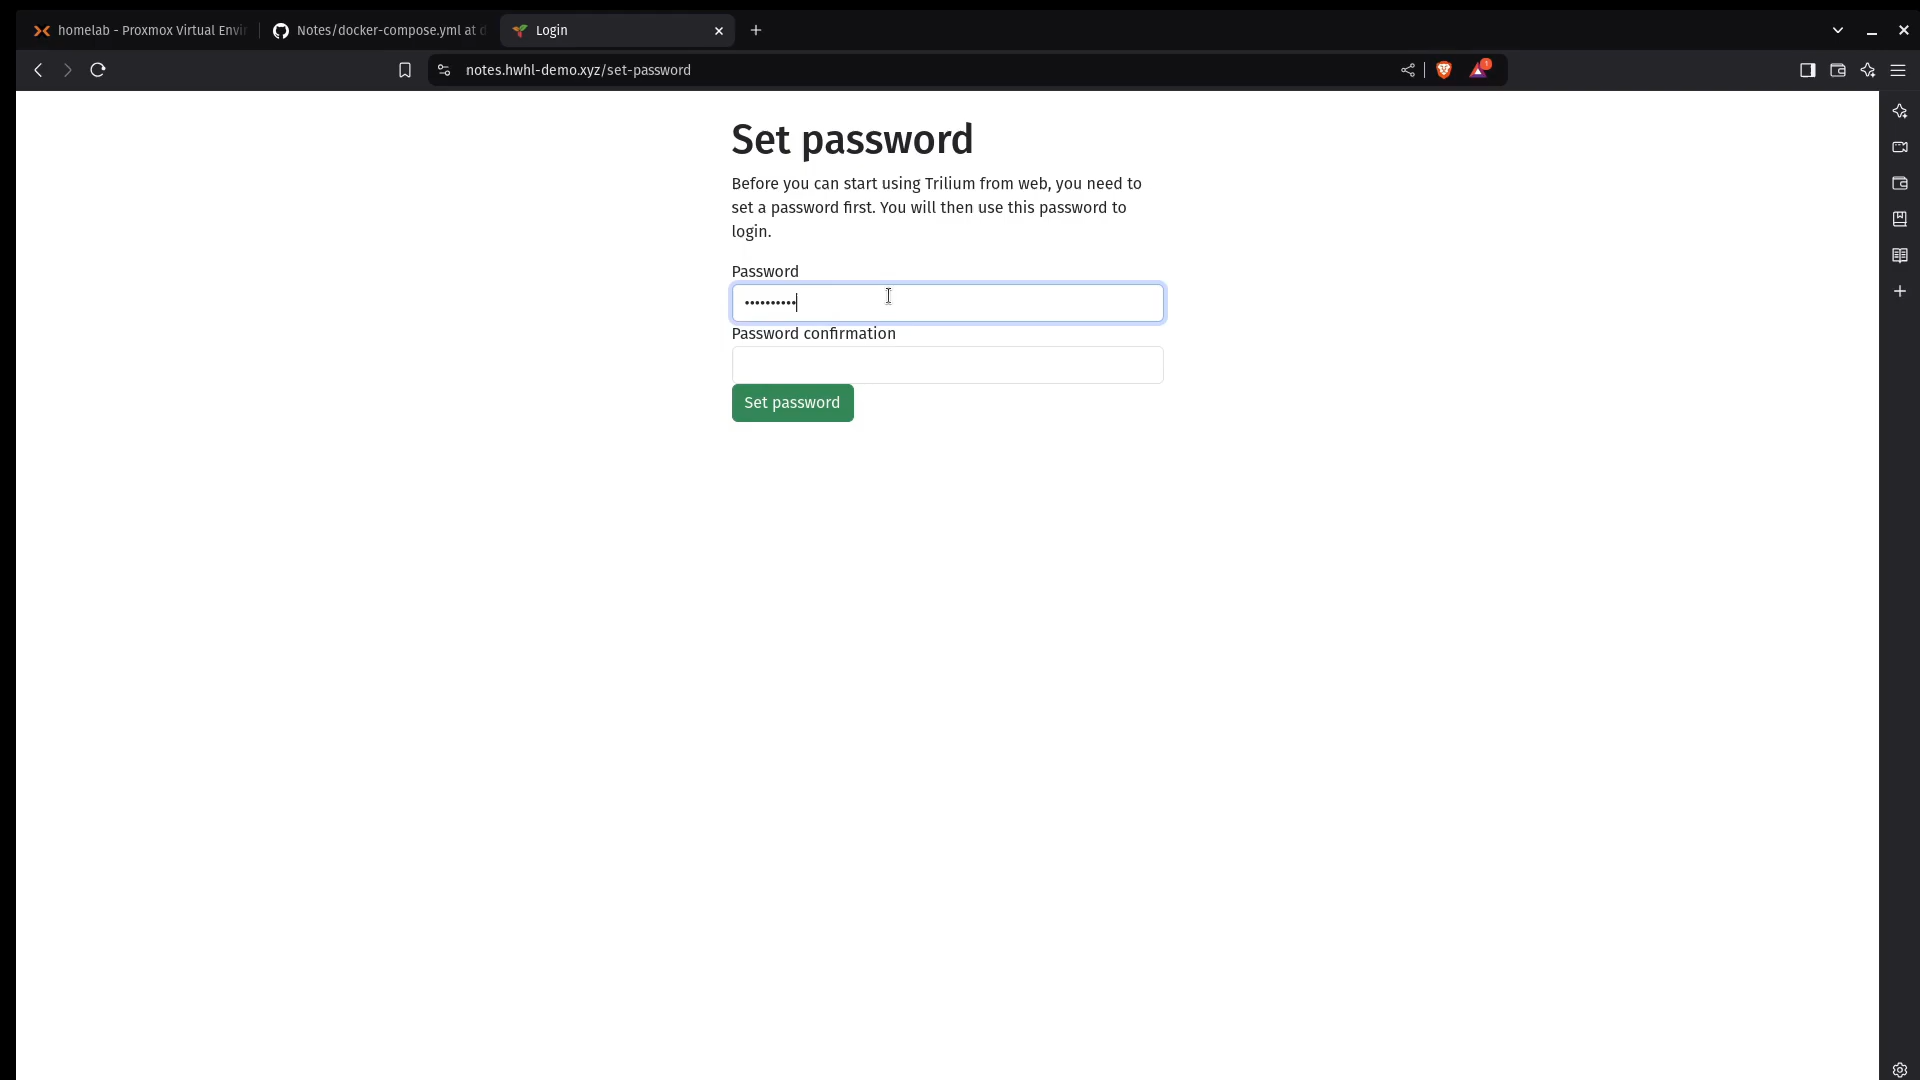 homelab - Proxmox Virtual Envi
Notes/docker-compose.yml at d
Login
notes.hwhl-demo.xyz/set-password
1
Set password
Before you can start using Trilium from web, you need to
set a password first. You will then use this password to
login.
Password
••••••••••
Password confirmation
Set password